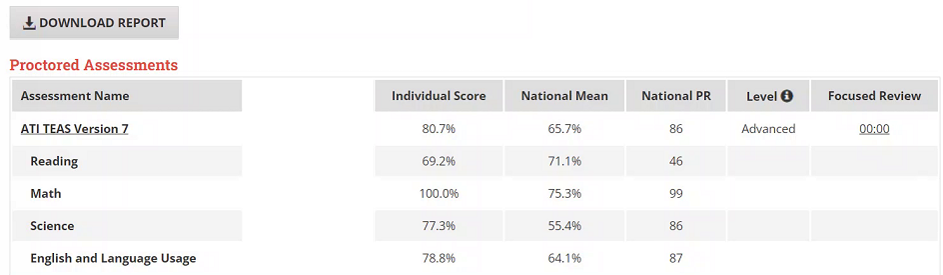 DOWNLOAD REPORT
Proctored Assessments
Assessment Name Individual Score National Mean National PR Level Focused Review
ATI TEAS Version 7 80.7% 65.7% 86 Advanced 00:00
Reading 69.2% 71.1% 46
Math 100.0% 75.3% 99
Science 77.3% 55.4% 86
English and Language Usage 78.8% 64.1% 87